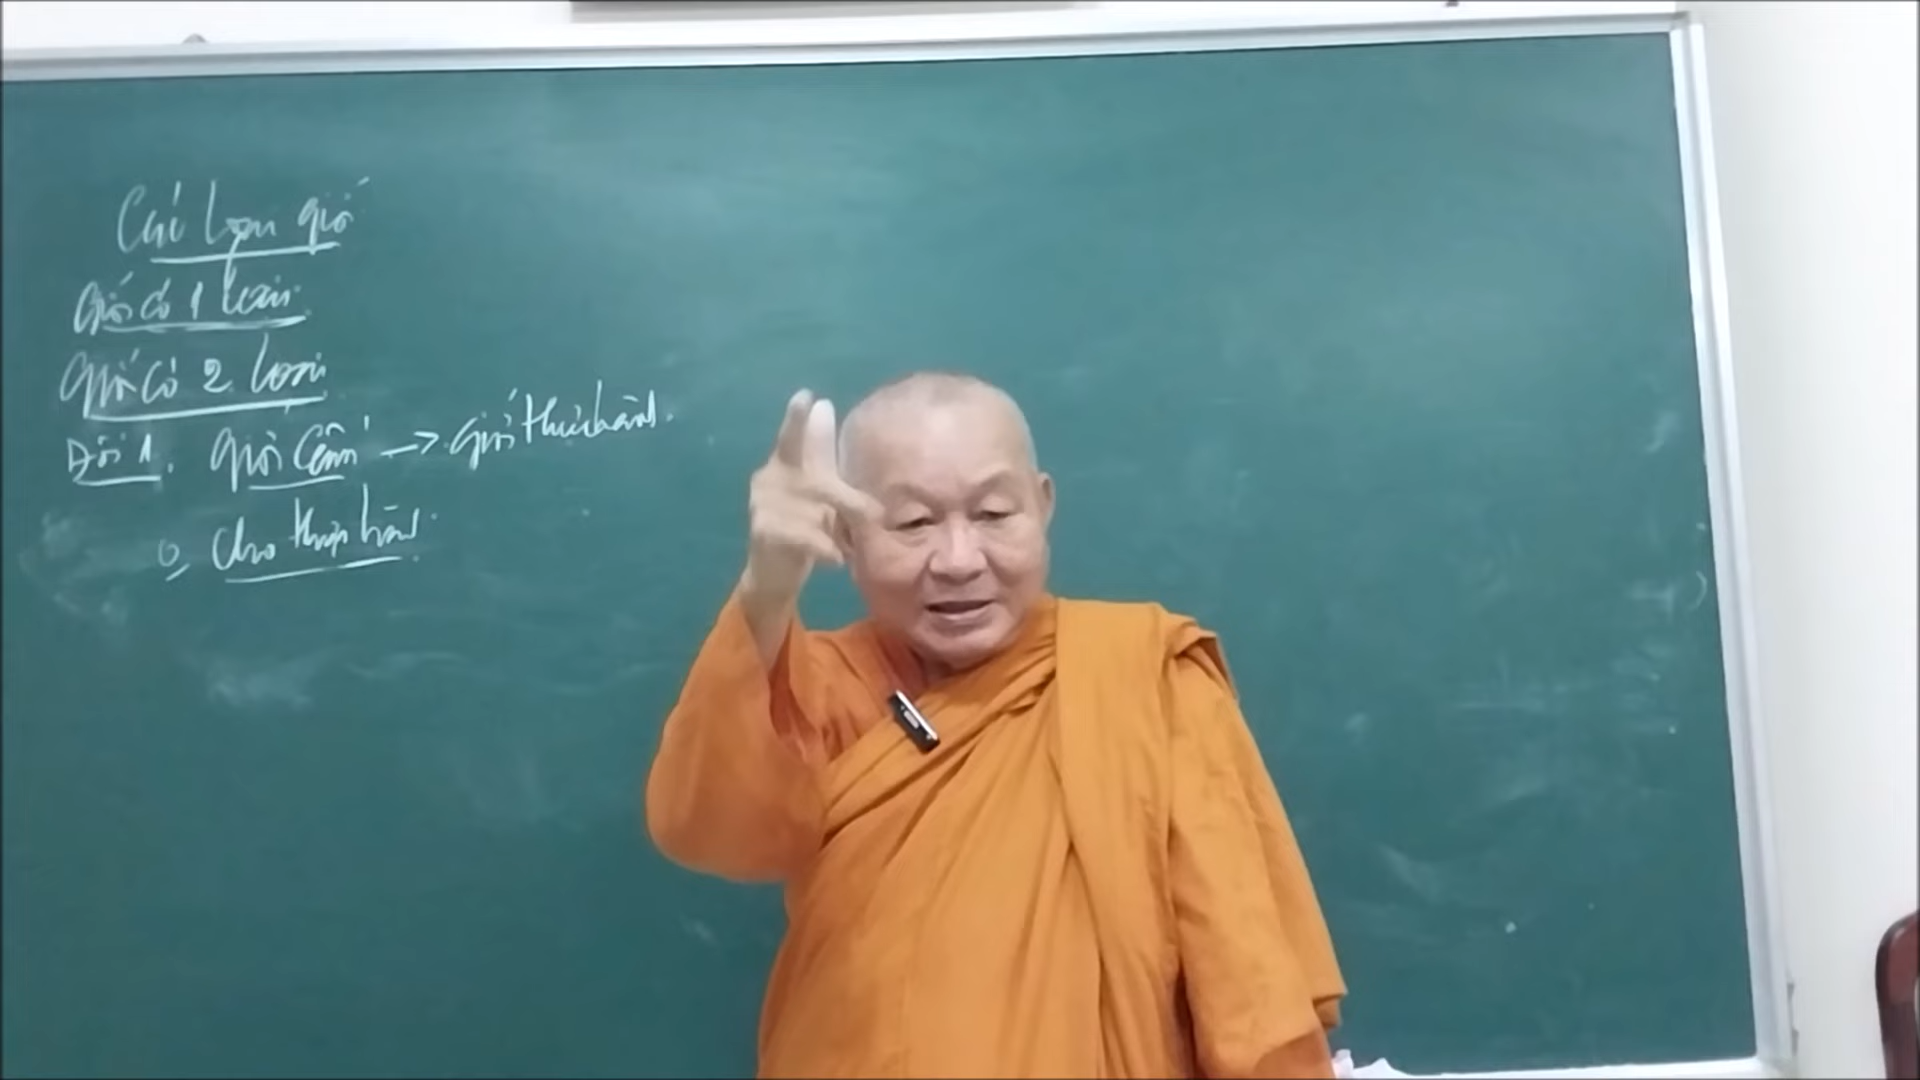 Các loại giới
Giới có 1 loại.
Giới có 2 loại
Đôi 1. Giới Cấm → giới thực hành.
Cho thực hành.